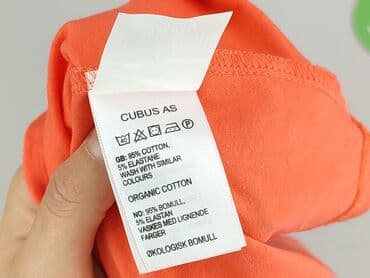 CUBUS AS
GB: 95% COTTON,
5% ELASTANE
WASH WITH SIMILAR
COLOURS
ORGANIC COTTON
NO: 95% BOMULL,
5% ELASTAN
VASKES MED LIGNENDE
FARGER
ØKOLOGISK BOMULL